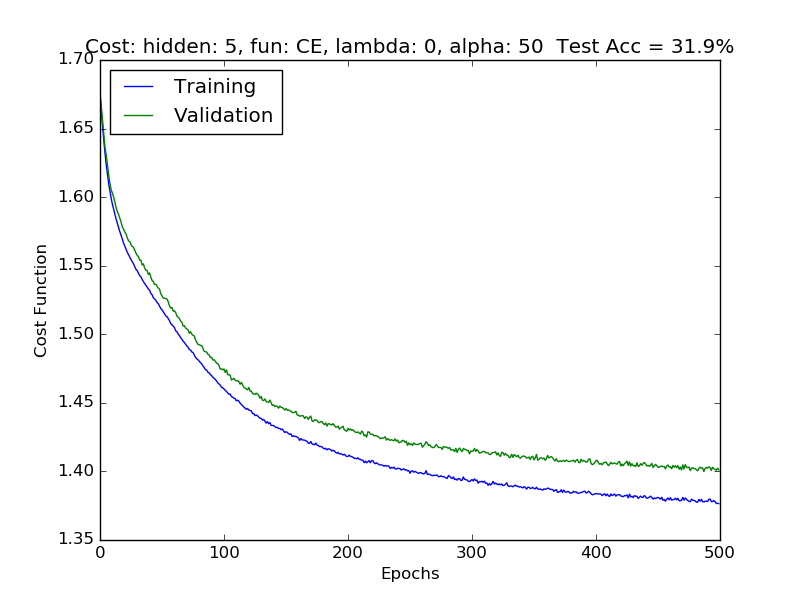 Cost: hidden: 5, fun: CE, lambda: 0, alpha: 50  Test Acc = 31.9%
1.70
Training
Validation
1.65
1.60
1.55
1.50
1.45
1.40
1.35
Cost Function
0 100 200 300 400 500
Epochs